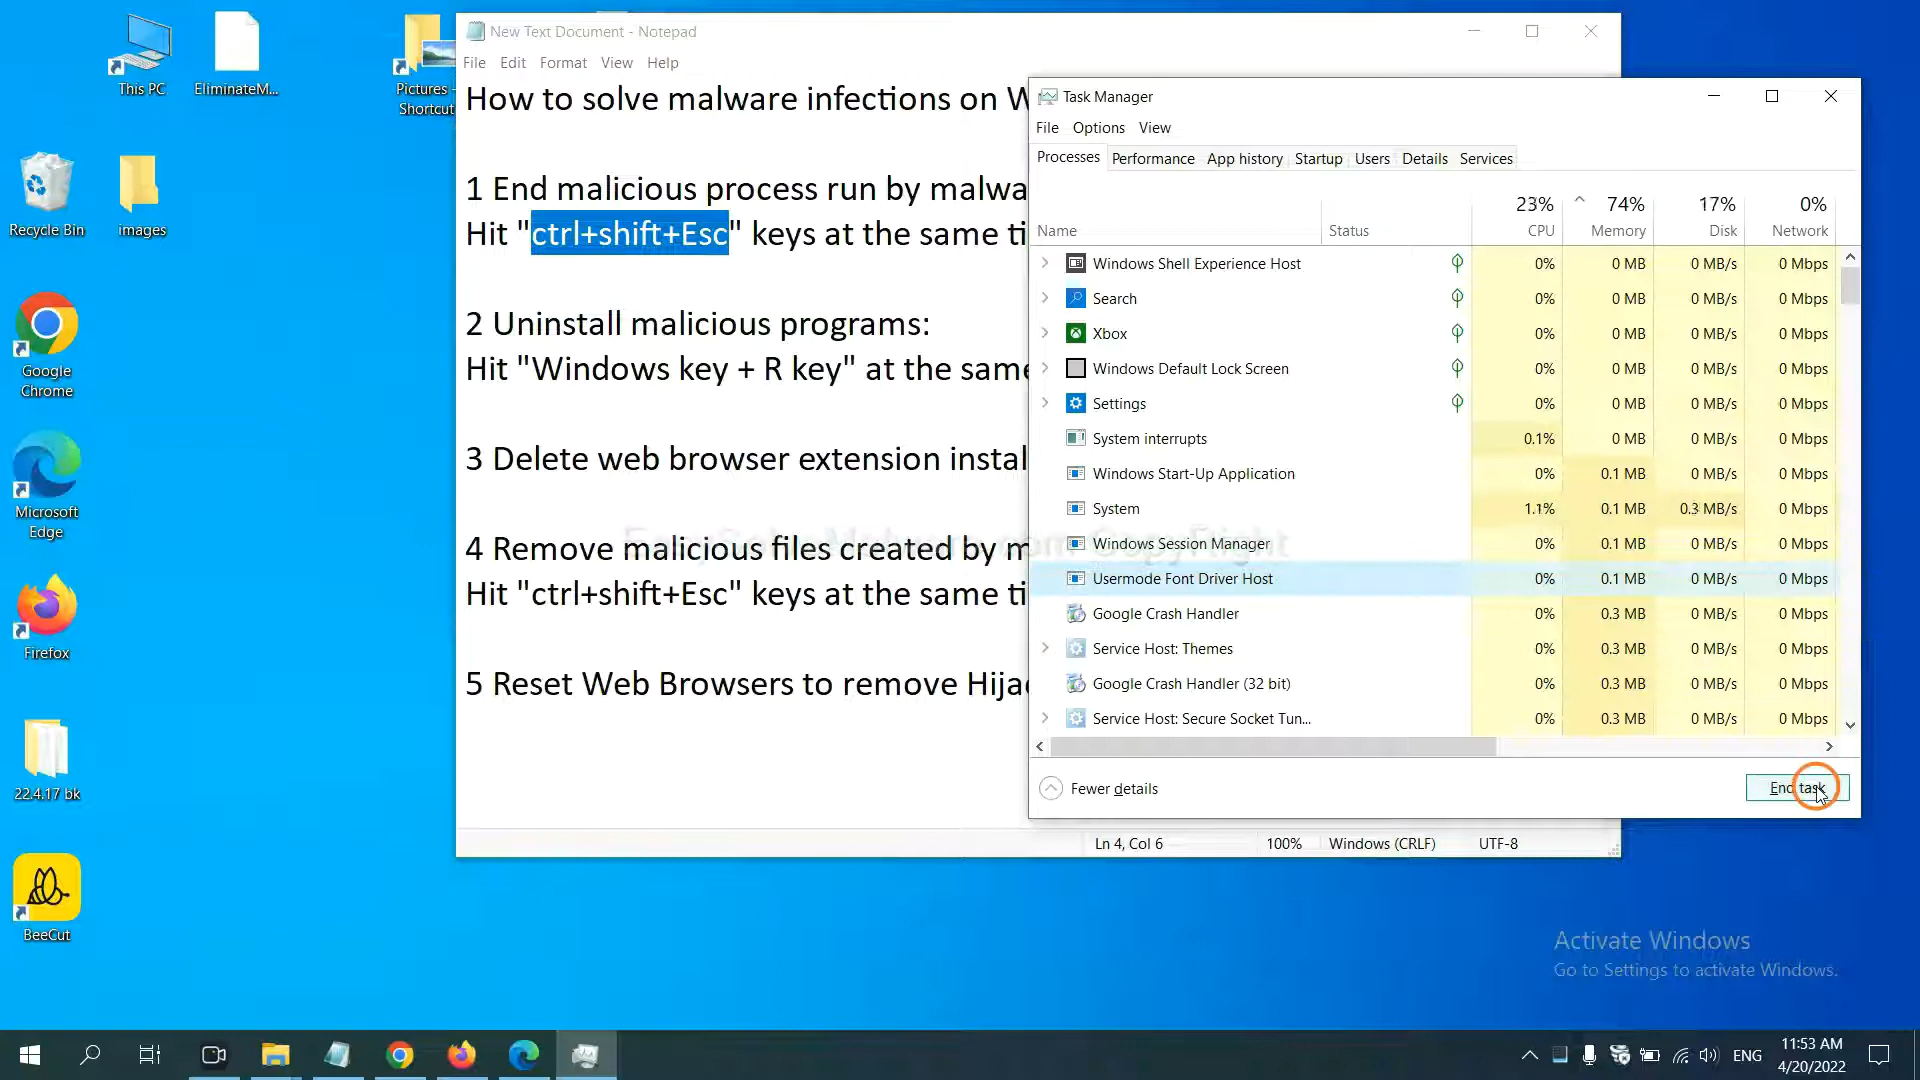 This PC
EliminateM...
Pictures -
Shortcut
Recycle Bin
images
Google
Chrome
Microsoft
Edge
Firefox
22.4.17 bk
BeeCut
New Text Document - Notepad
File Edit Format View Help
How to solve malware infections on W
1 End malicious process run by malwa
Hit "ctrl+shift+Esc" keys at the same ti
2 Uninstall malicious programs:
Hit "Windows key + R key" at the same
3 Delete web browser extension instal
4 Remove malicious files created by m
Hit "ctrl+shift+Esc" keys at the same ti
5 Reset Web Browsers to remove Hijac
Ln 4, Col 6 100% Windows (CRLF) UTF-8
Task Manager
File Options View
Processes Performance App history Startup Users Details Services
23% 74% 17% 0%
Name Status CPU Memory Disk Network
Windows Shell Experience Host 0% 0 MB 0 MB/s 0 Mbps
Search 0% 0 MB 0 MB/s 0 Mbps
Xbox 0% 0 MB 0 MB/s 0 Mbps
Windows Default Lock Screen 0% 0 MB 0 MB/s 0 Mbps
Settings 0% 0 MB 0 MB/s 0 Mbps
System interrupts 0.1% 0 MB 0 MB/s 0 Mbps
Windows Start-Up Application 0% 0.1 MB 0 MB/s 0 Mbps
System 1.1% 0.1 MB 0.3 MB/s 0 Mbps
Windows Session Manager 0% 0.1 MB 0 MB/s 0 Mbps
Usermode Font Driver Host 0% 0.1 MB 0 MB/s 0 Mbps
Google Crash Handler 0% 0.3 MB 0 MB/s 0 Mbps
Service Host: Themes 0% 0.3 MB 0 MB/s 0 Mbps
Google Crash Handler (32 bit) 0% 0.3 MB 0 MB/s 0 Mbps
Service Host: Secure Socket Tun... 0% 0.3 MB 0 MB/s 0 Mbps
Fewer details
End task
EasySolveMalware.com CopyRight
Activate Windows
Go to Settings to activate Windows.
ENG
11:53 AM
4/20/2022